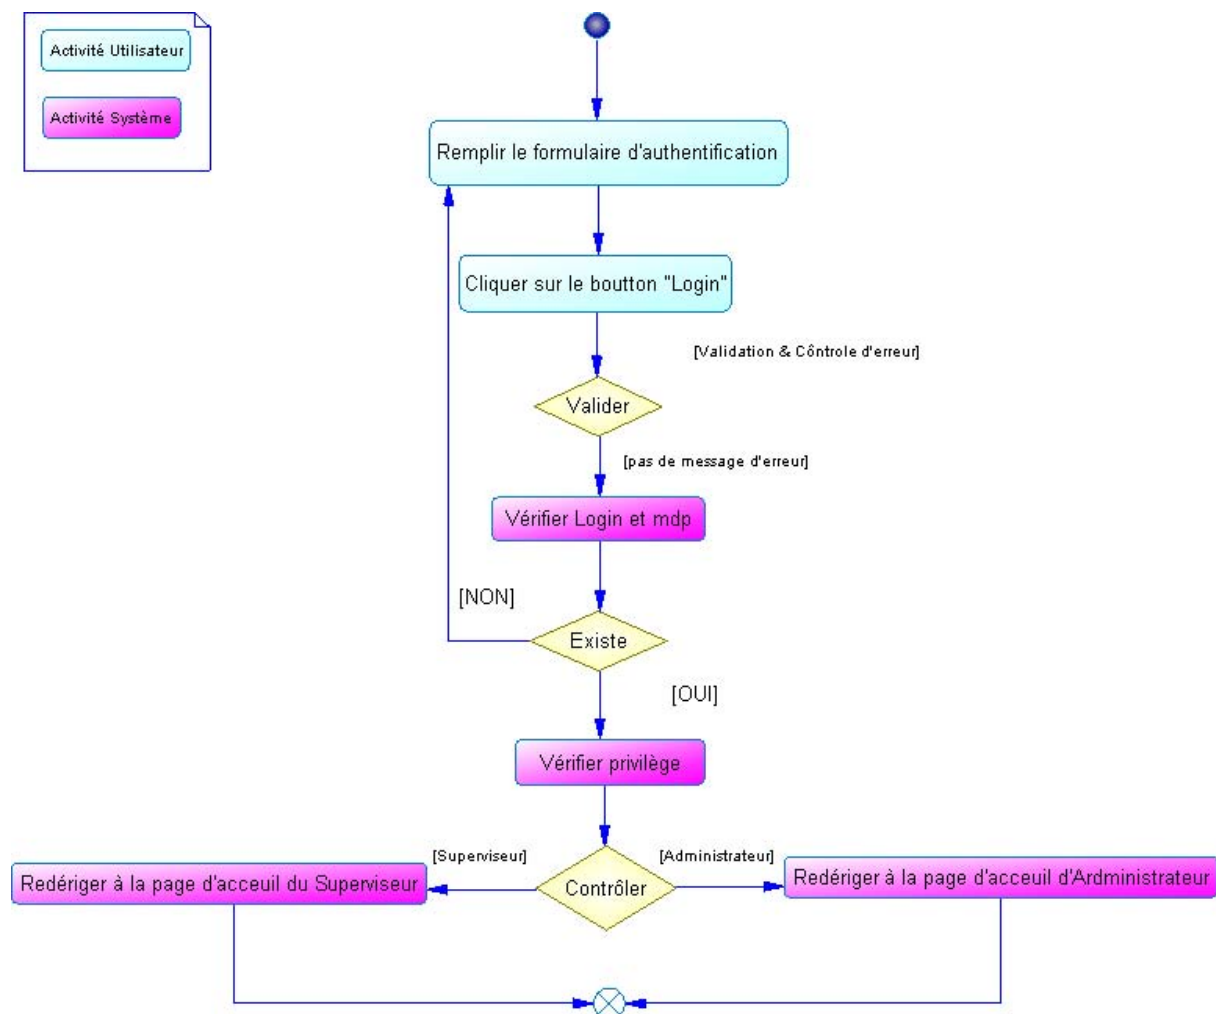 Activité Utilisateur
Activité Système
Remplir le formulaire d'authentification
Cliquer sur le boutton "Login"
[Validation & Côntrole d'erreur]
Valider
[pas de message d'erreur]
Vérifier Login et mdp
[NON]
Existe
[OUI]
Vérifier privilège
[Superviseur]
[Administrateur]
Redériger à la page d'acceuil du Superviseur
Contrôler
Redériger à la page d'acceuil d'Ardministrateur